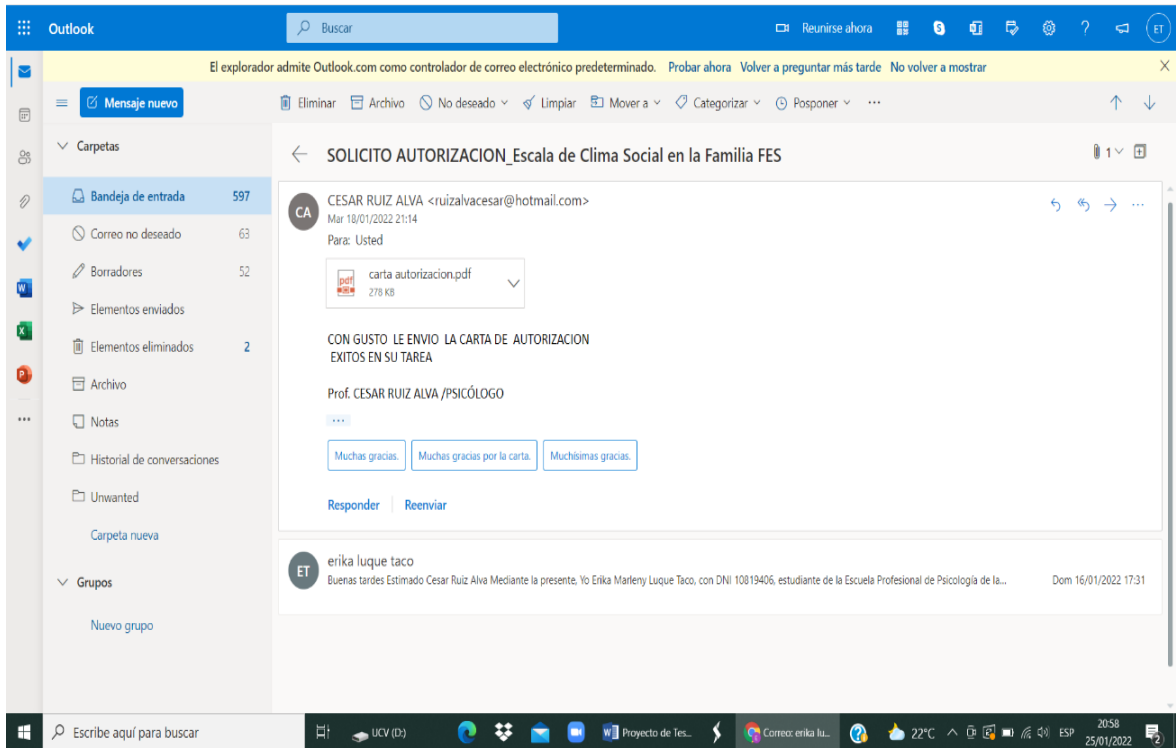 Outlook
Buscar
Reunirse ahora
ET
El explorador admite Outlook.com como controlador de correo electrónico predeterminado. Probar ahora Volver a preguntar más tarde No volver a mostrar
Mensaje nuevo
Eliminar Archivo No deseado Limpiar Mover a Categorizar Posponer ...
Carpetas
SOLICITO AUTORIZACION_Escala de Clima Social en la Familia FES
1
Bandeja de entrada 597
CA
CESAR RUIZ ALVA <ruizalvacesar@hotmail.com>
Mar 18/01/2022 21:14
Para: Usted
Correo no deseado 63
Borradores 52
pdf
carta autorizacion.pdf
278 KB
Elementos enviados
Elementos eliminados 2
CON GUSTO LE ENVIO LA CARTA DE AUTORIZACION
EXITOS EN SU TAREA
Archivo
Prof. CESAR RUIZ ALVA /PSICÓLOGO
Notas
...
Historial de conversaciones
Muchas gracias. Muchas gracias por la carta. Muchísimas gracias.
Unwanted
Responder Reenviar
Carpeta nueva
ET
erika luque taco
Buenas tardes Estimado Cesar Ruiz Alva Mediante la presente, Yo Erika Marleny Luque Taco, con DNI 10819406, estudiante de la Escuela Profesional de Psicología de la... Dom 16/01/2022 17:31
Grupos
Nuevo grupo
Escribe aquí para buscar
UCV (D:)
Proyecto de Tes...
Correo: erika lu...
22°C
ESP
20:58
25/01/2022
2